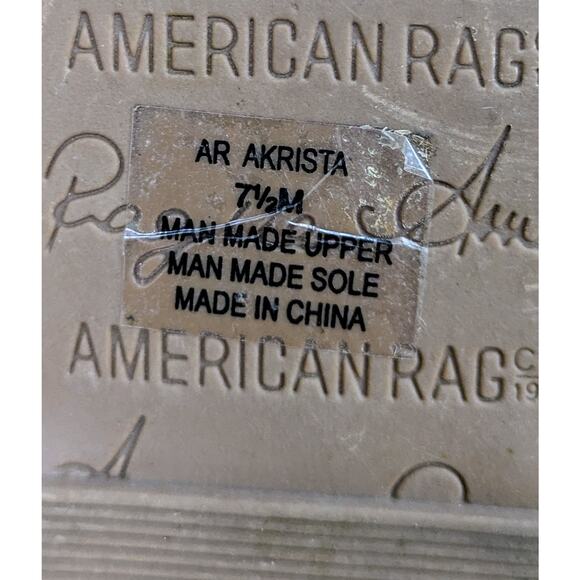 AMERICAN RAG
AR AKRISTA
7½M
MAN MADE UPPER
MAN MADE SOLE
MADE IN CHINA
AMERICAN RAG